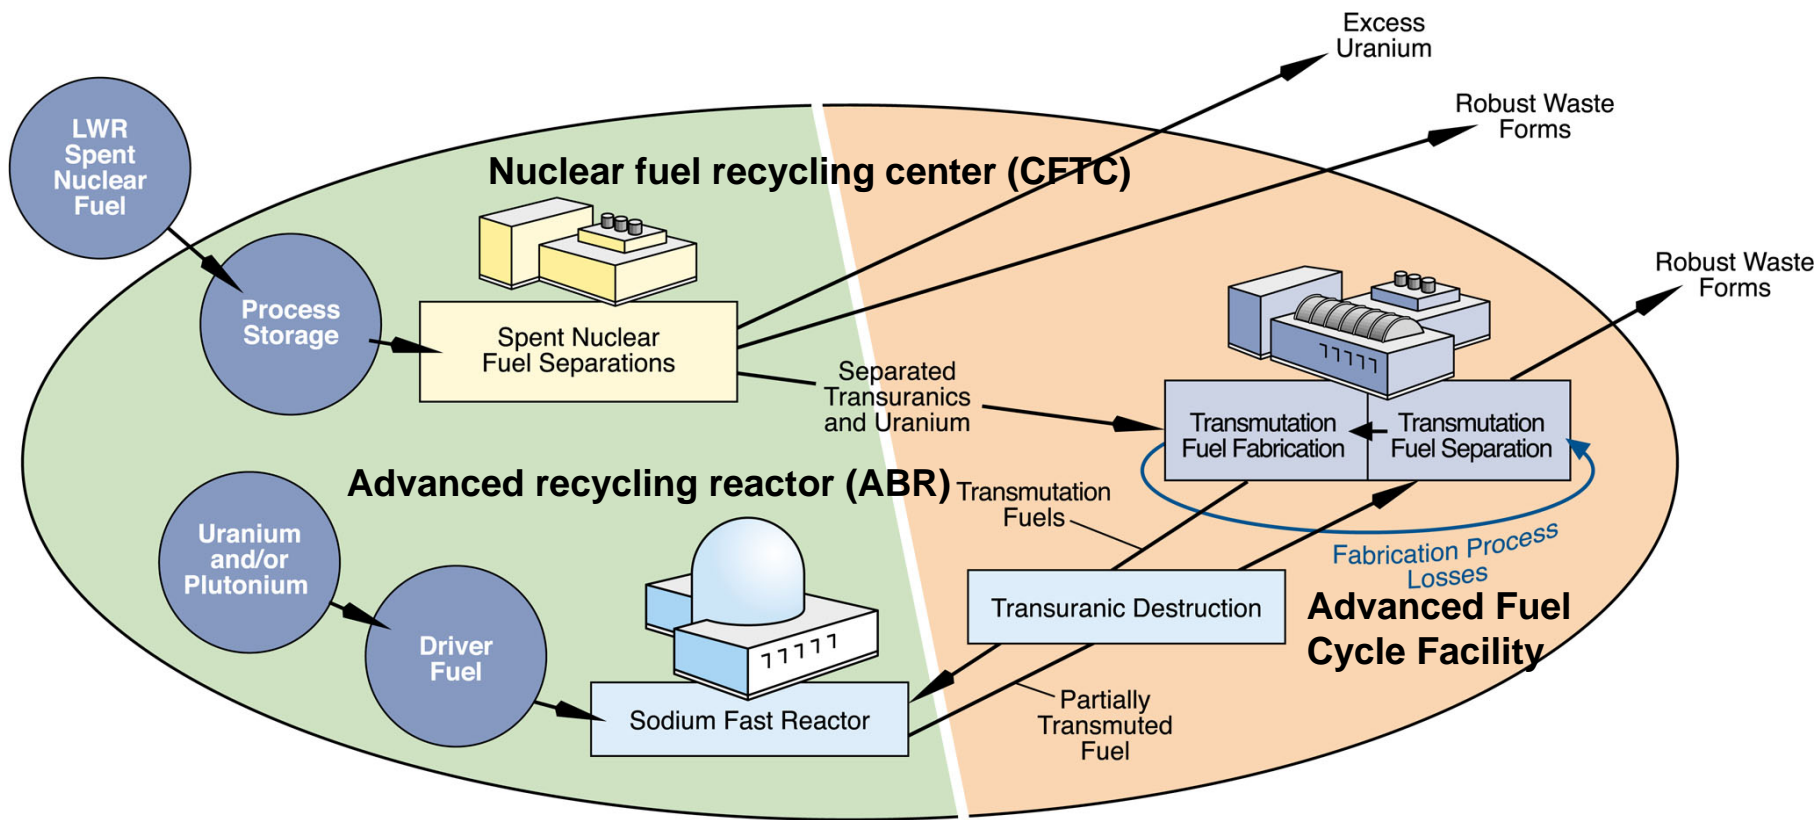 Excess
Uranium
Robust Waste
Forms
LWR
Spent
Nuclear
Fuel
Nuclear fuel recycling center (CFTC)
Robust Waste
Forms
Process
Storage
Spent Nuclear
Fuel Separations
Separated
Transuranics
and Uranium
Transmutation
Fuel Fabrication
Transmutation
Fuel Separation
Advanced recycling reactor (ABR)
Transmutation
Fuels
Fabrication Process
Losses
Uranium
and/or
Plutonium
Transuranic Destruction
Advanced Fuel
Cycle Facility
Driver
Fuel
Sodium Fast Reactor
Partially
Transmuted
Fuel